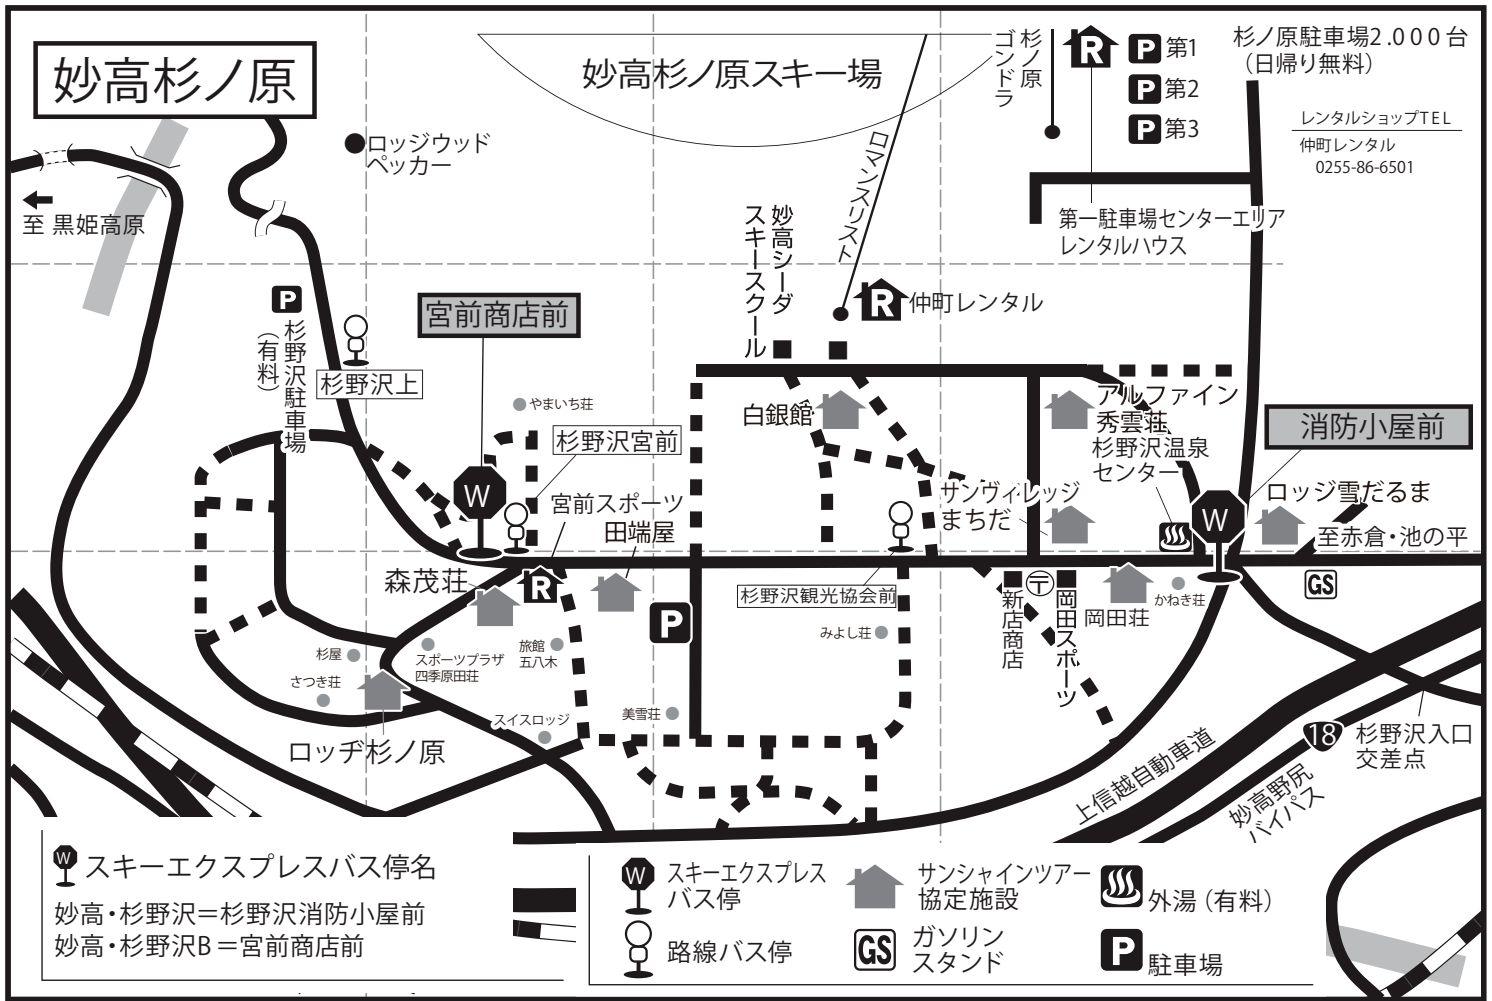 妙高杉ノ原
妙高杉ノ原スキー場
杉ノ原
ゴンドラ
R
P 第1
P 第2
P 第3
杉ノ原駐車場2.000台
(日帰り無料)
レンタルショップTEL
仲町レンタル
0255-86-6501
ロッジウッド
ペッカー
至 黒姫高原
ロマンスリスト
第一駐車場センターエリア
レンタルハウス
妙高シーダ
スキースクール
R 仲町レンタル
P
杉野沢駐車場
(有料)
宮前商店前
杉野沢上
やまいち荘
杉野沢宮前
白銀館
アルファイン
秀雲荘
杉野沢温泉
センター
消防小屋前
W
宮前スポーツ
田端屋
サンヴィレッジ
まちだ
W
ロッジ雪だるま
至赤倉・池の平
森茂荘
R
P
杉野沢観光協会前
〒
新店商店
岡田スポーツ
岡田荘
かねき荘
GS
みよし荘
杉屋
スポーツプラザ
四季原田荘
旅館
五八木
さつき荘
スイスロッジ
美雪荘
ロッヂ杉ノ原
上信越自動車道
18
妙高野尻
バイパス
杉野沢入口
交差点
W スキーエクスプレスバス停名
妙高・杉野沢=杉野沢消防小屋前
妙高・杉野沢B=宮前商店前
W スキーエクスプレス
バス停
サンシャインツアー
協定施設
外湯(有料)
路線バス停
GS ガソリン
スタンド
P 駐車場